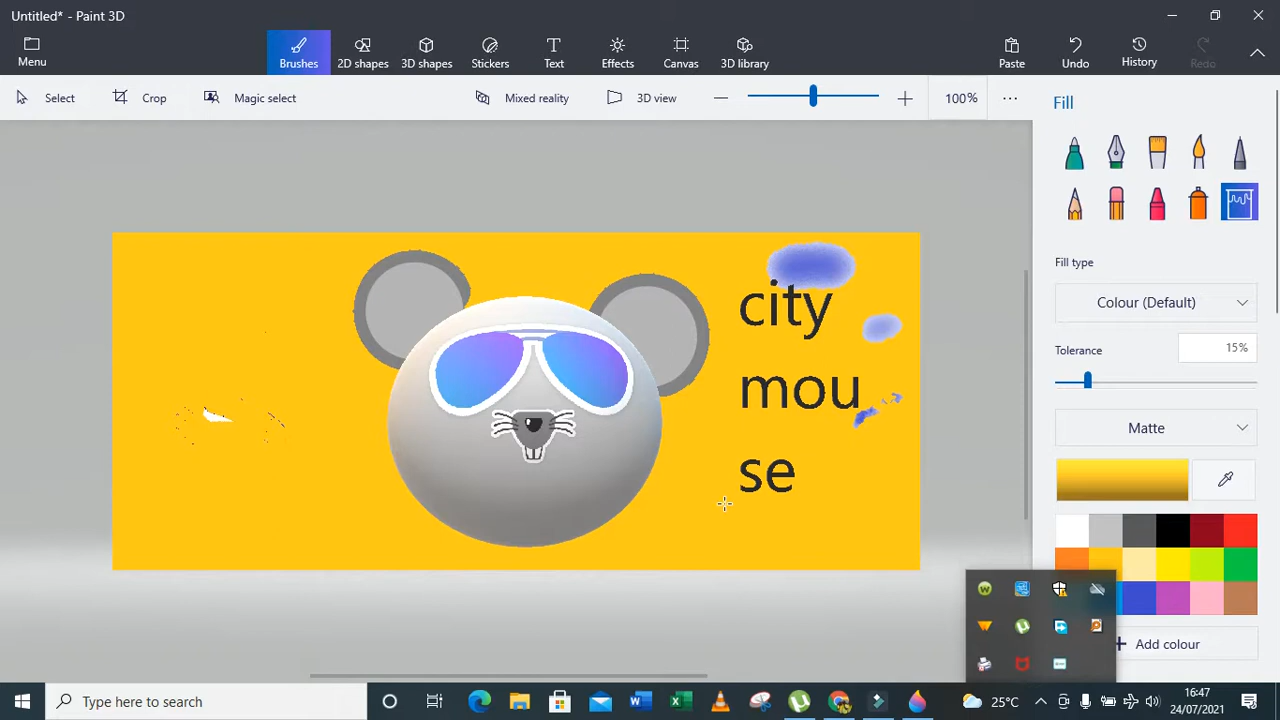 Untitled* - Paint 3D
Menu
Brushes
2D shapes
3D shapes
Stickers
Text
Effects
Canvas
3D library
Paste
Undo
History
Redo
Select
Crop
Magic select
Mixed reality
3D view
100%
Fill
Fill type
Colour (Default)
Tolerance
15%
Matte
Add colour
city
mou
se
Type here to search
25°C
16:47
24/07/2021